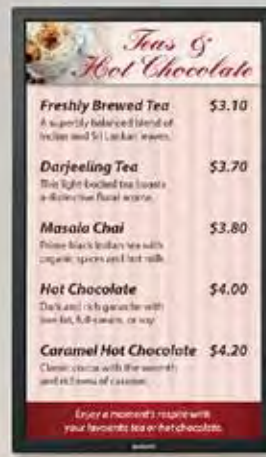 Teas &
Hot Chocolate
Freshly Brewed Tea $3.10
A superbly balanced blend of
Indian and Sri Lankan leaves.
Darjeeling Tea $3.70
This light-bodied tea boasts
a distinctive floral aroma.
Masala Chai $3.80
Prime black Indian tea with
organic spices and hot milk.
Hot Chocolate $4.00
Dark and rich ganache with
low-fat, full-cream, or soy.
Caramel Hot Chocolate $4.20
Classic cocoa with the warmth
and richness of caramel.
Enjoy a moment's respite with
your favourite tea or hot chocolate.